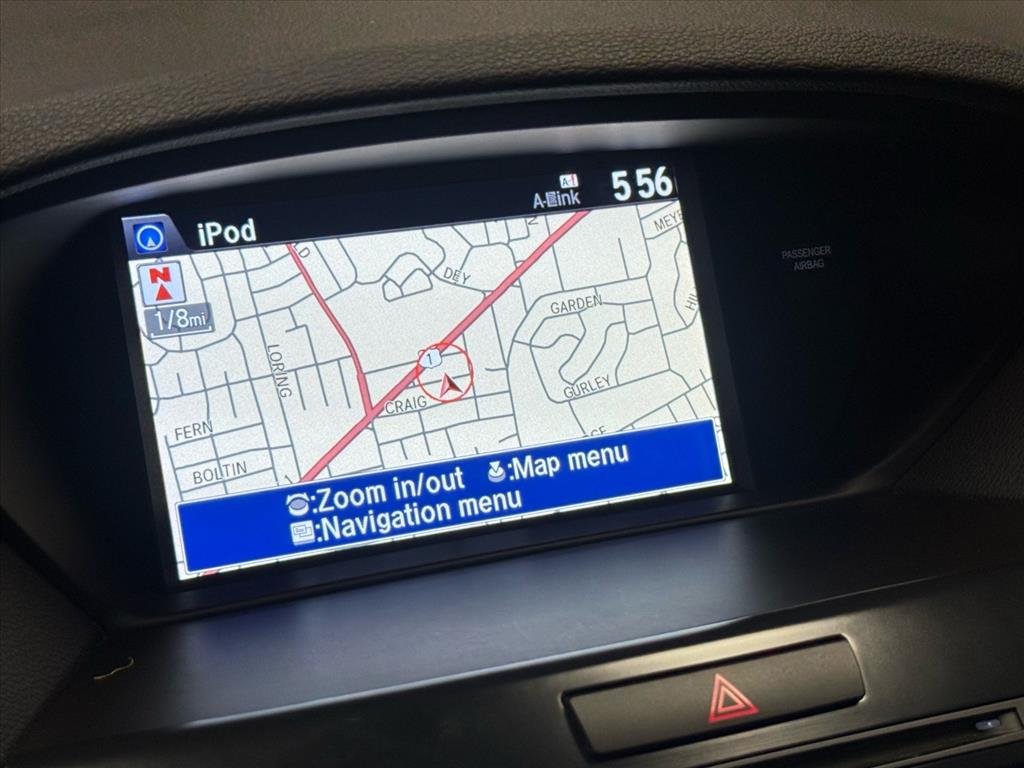 iPod
A-Link
5 56
N
1/8mi
DEY
GARDEN
LORING
1
CRAIG
GURLEY
FERN
BOLTIN
:Zoom in/out :Map menu
:Navigation menu
PASSENGER
AIRBAG